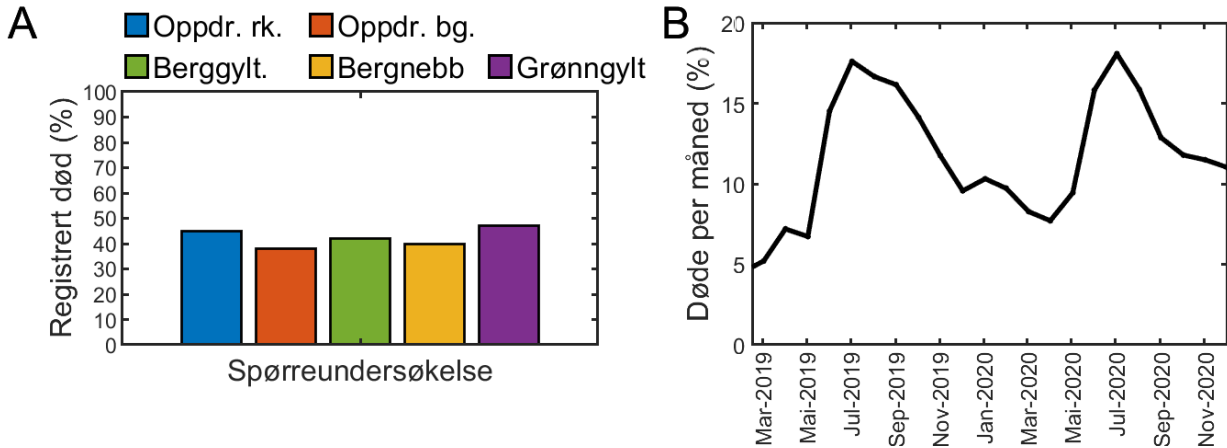 A
Oppdr. rk.
Oppdr. bg.
Berggylt.
Bergnebb
Grønngylt
Registrert død (%)
100
90
80
70
60
50
40
30
20
10
0
Spørreundersøkelse
B
Døde per måned (%)
20
15
10
5
0
Mar-2019
Mai-2019
Jul-2019
Sep-2019
Nov-2019
Jan-2020
Mar-2020
Mai-2020
Jul-2020
Sep-2020
Nov-2020